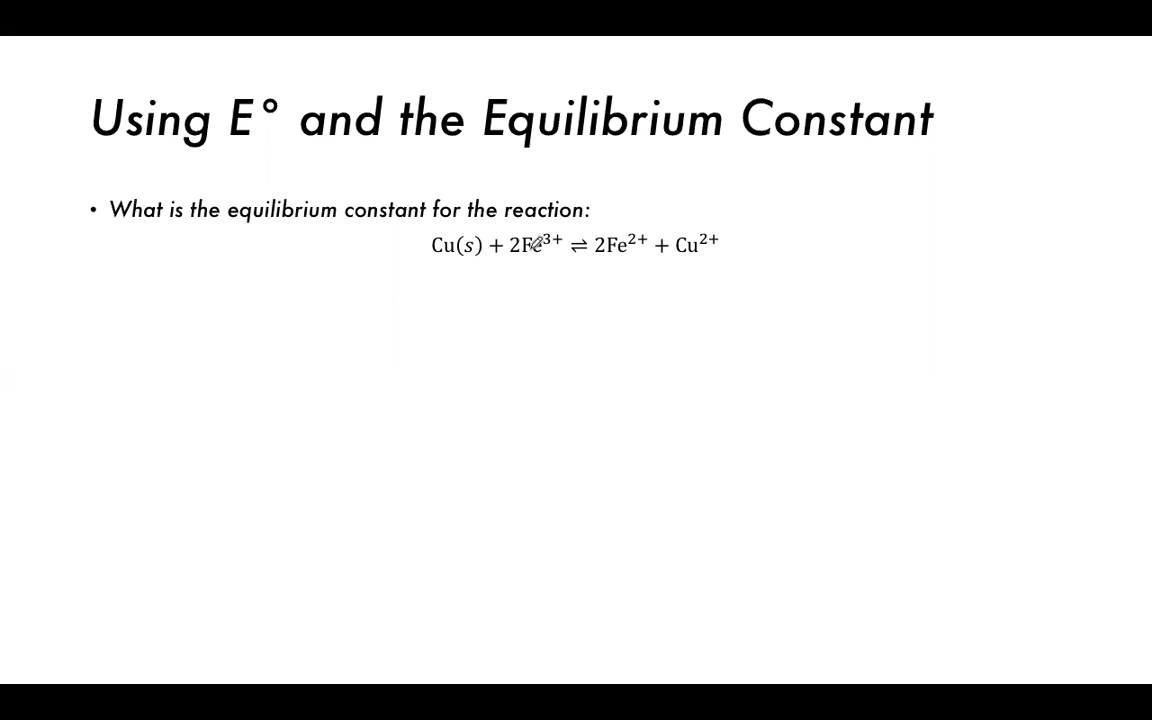 Using E° and the Equilibrium Constant
• What is the equilibrium constant for the reaction:
Cu(s) + 2Fe³⁺ ⇌ 2Fe²⁺ + Cu²⁺